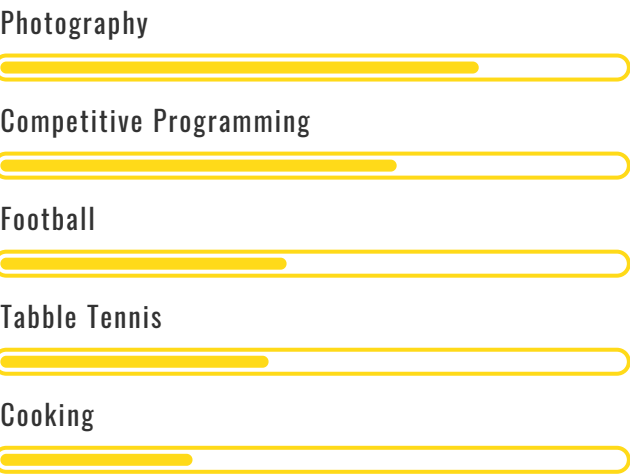 Photography
Competitive Programming
Football
Tabble Tennis
Cooking